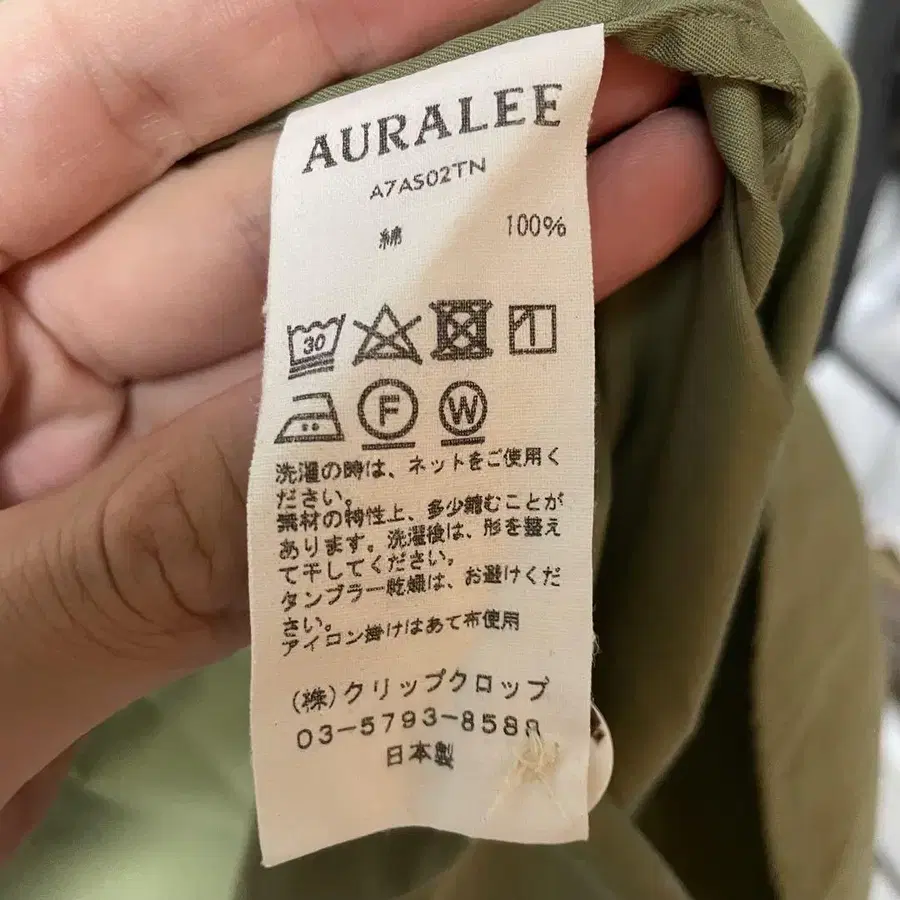 AURALEE
A7AS02TN
綿 100%
30
F W
洗濯の時は、ネットをご使用く
ださい。
素材の特性上、多少縮むことが
あります。洗濯後は、形を整え
て干してください。
タンブラー乾燥は、お避けくだ
さい。
アイロン掛けはあて布使用
(株)クリップクロップ
03-5793-8588
日本製